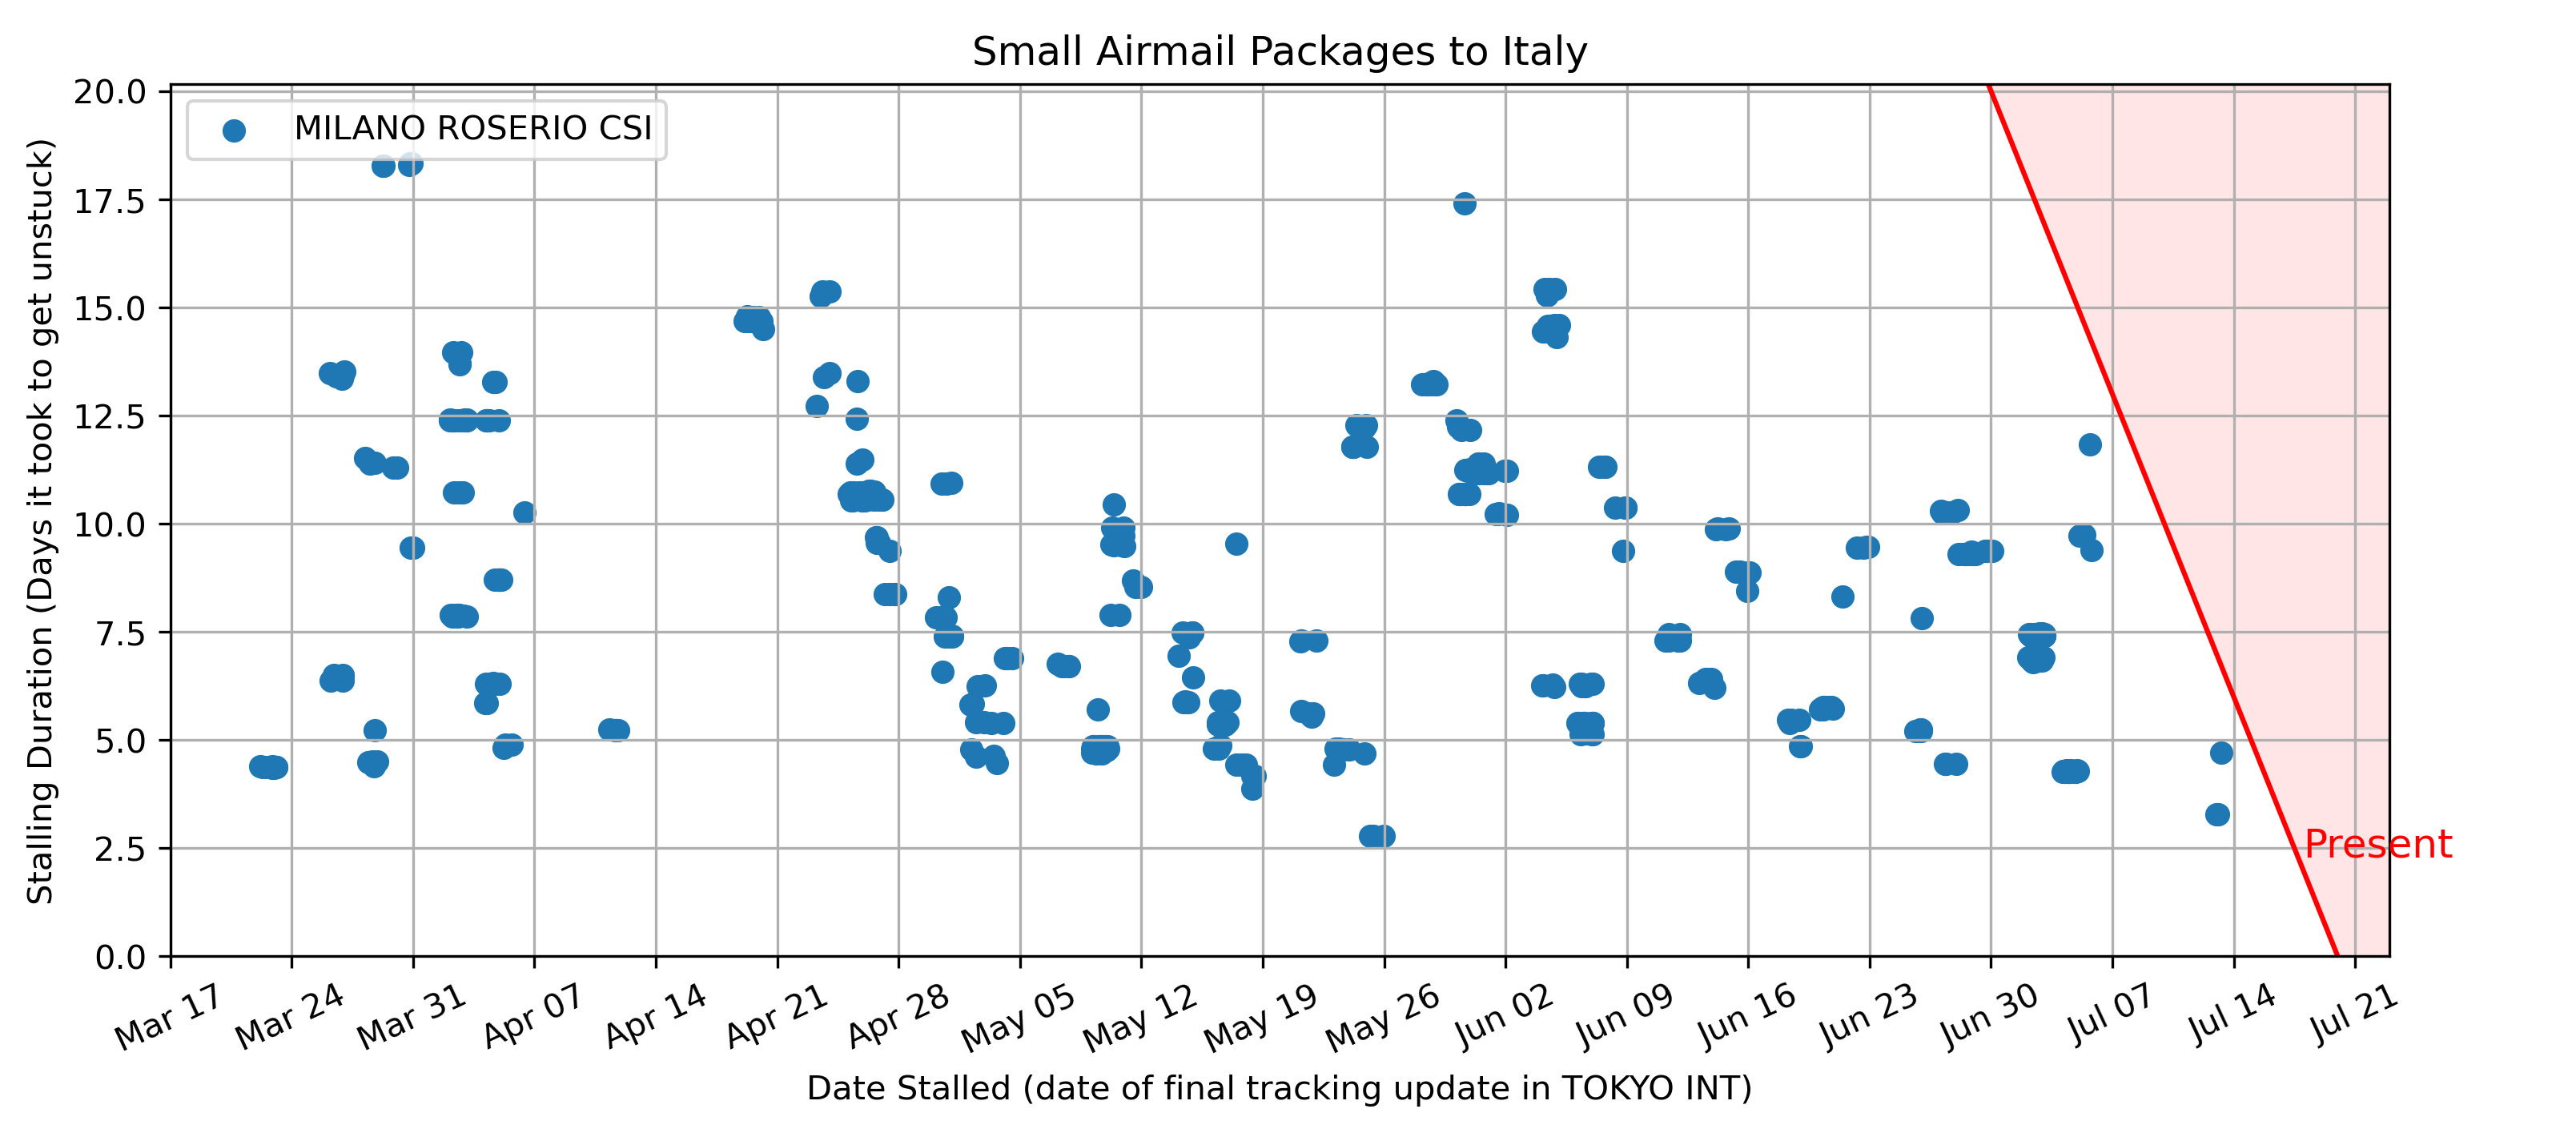 Small Airmail Packages to Italy
MILANO ROSERIO CSI
Stalling Duration (Days it took to get unstuck)
20.0
17.5
15.0
12.5
10.0
7.5
5.0
2.5
0.0
Present
Mar 17
Mar 24
Mar 31
Apr 07
Apr 14
Apr 21
Apr 28
May 05
May 12
May 19
May 26
Jun 02
Jun 09
Jun 16
Jun 23
Jun 30
Jul 07
Jul 14
Jul 21
Date Stalled (date of final tracking update in TOKYO INT)